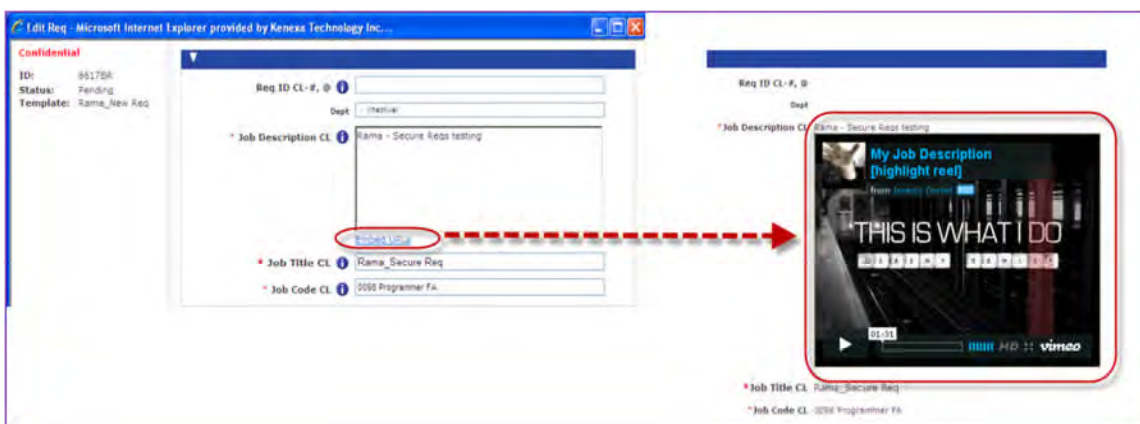 Edit Req - Microsoft Internet Explorer provided by Kenexa Technology Inc...
Confidential
ID: 8617BR
Status: Pending
Template: Rama_New Req
Req ID CL-#, @
Dept
* Job Description CL Rama - Secure Reqs testing
* Job Title CL Rama_Secure Req
* Job Code CL 0098 Programmer FA
Req ID CL-#, @
Dept
*Job Description CL Rama - Secure Reqs testing
My Job Description
[highlight reel]
from
THIS IS WHAT I DO
01:31
HD vimeo
*Job Title CL Rama_Secure Req
*Job Code CL 0098 Programmer FA